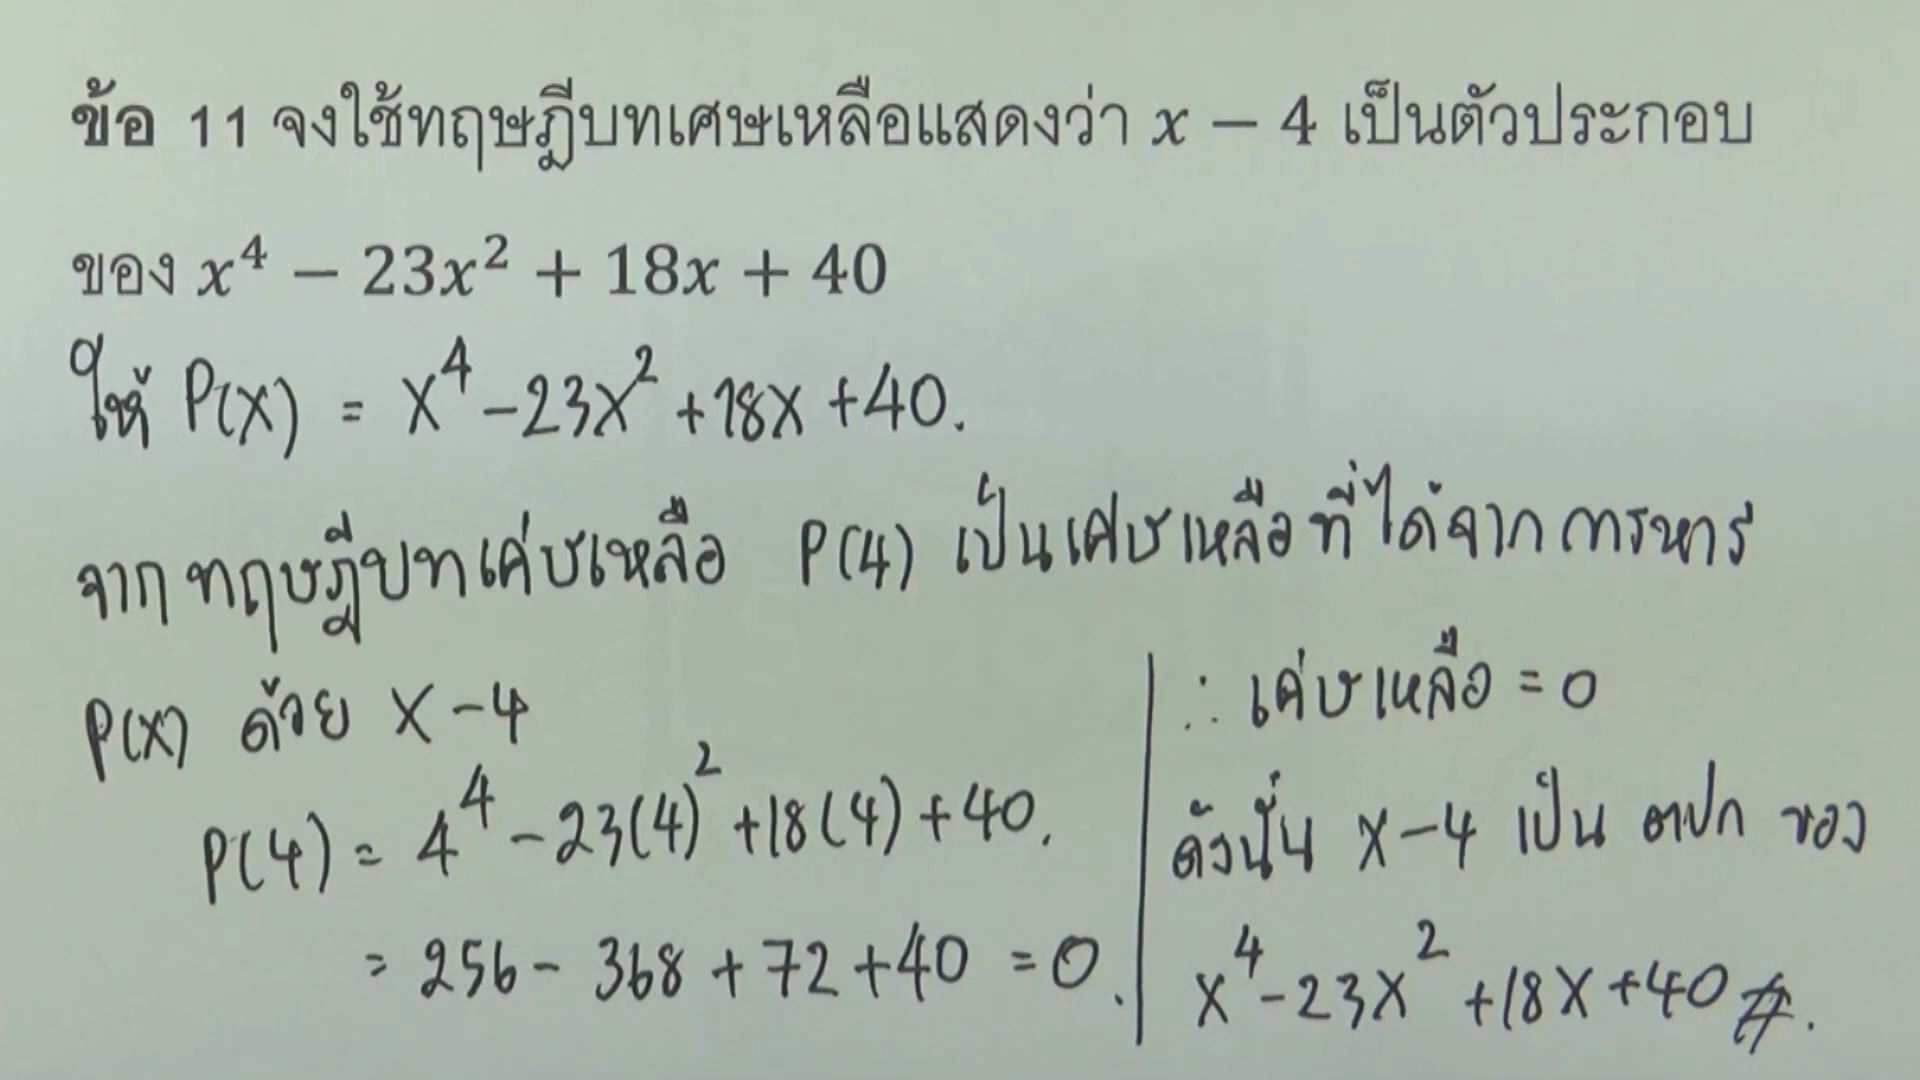 ข้อ 11 จงใช้ทฤษฎีบทเศษเหลือแสดงว่า x − 4 เป็นตัวประกอบ
ของ x⁴ − 23x² + 18x + 40
ให้ P(x) = x⁴ - 23x² + 18x + 40.
จากทฤษฎีบทเศษเหลือ P(4) เป็นเศษเหลือที่ได้จากการหาร
P(x) ด้วย x - 4
P(4) = 4⁴ - 23(4)² + 18(4) + 40.
= 256 - 368 + 72 + 40 = 0.
∴ เศษเหลือ = 0
ดังนั้น x - 4 เป็น ตปก ของ
x⁴ - 23x² + 18x + 40 #.